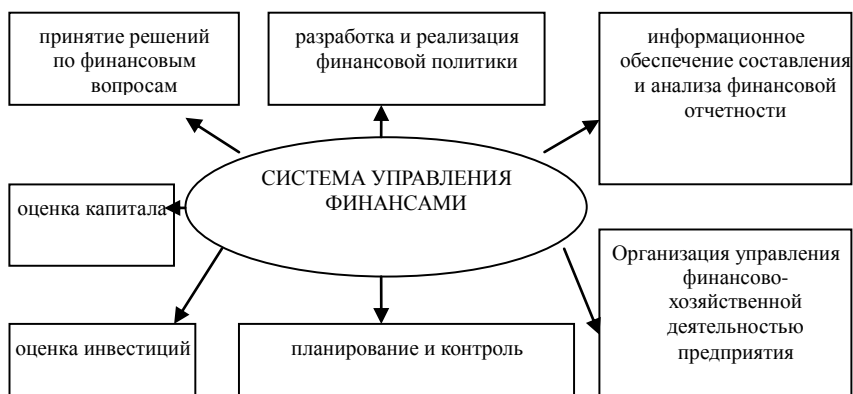 принятие решений
по финансовым
вопросам
разработка и реализация
финансовой политики
информационное
обеспечение составления
и анализа финансовой
отчетности
СИСТЕМА УПРАВЛЕНИЯ
ФИНАНСАМИ
оценка капитала
Организация управления
финансово-
хозяйственной
деятельностью
предприятия
оценка инвестиций
планирование и контроль